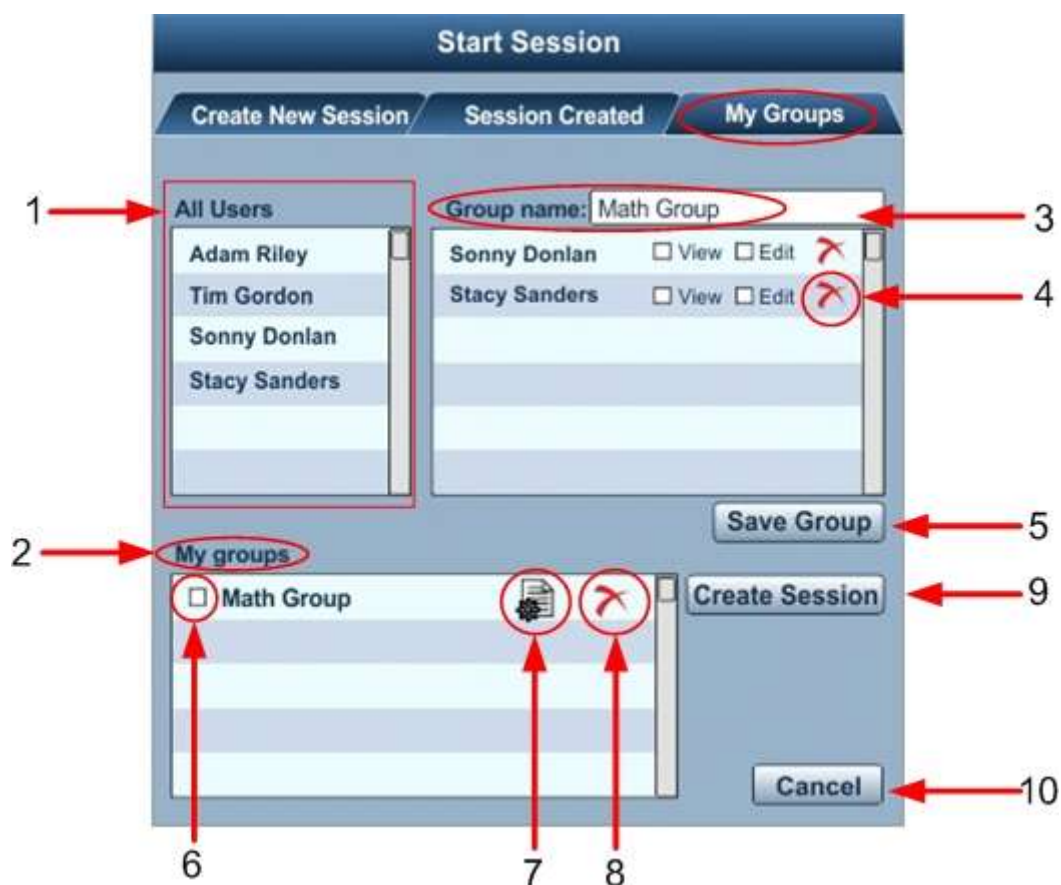 Start Session
Create New Session Session Created My Groups
1 All Users Group name: Math Group 3
Adam Riley Sonny Donlan View Edit
Tim Gordon Stacy Sanders View Edit 4
Sonny Donlan
Stacy Sanders
Save Group 5
2 My groups
Math Group Create Session 9
Cancel 10
6 7 8